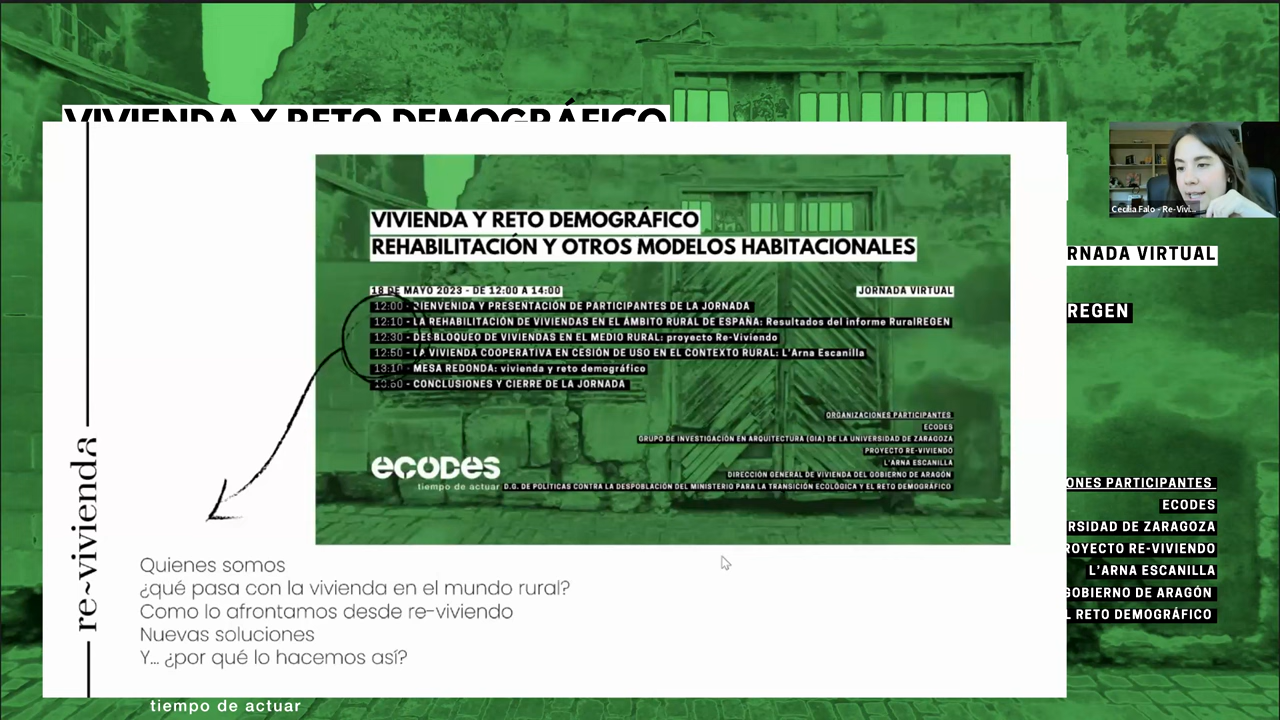 VIVIENDA Y RETO DEMOGRÁFICO
VIVIENDA Y RETO DEMOGRÁFICO
REHABILITACIÓN Y OTROS MODELOS HABITACIONALES
18 DE MAYO 2023 - DE 12:00 A 14:00
JORNADA VIRTUAL
12:00 - BIENVENIDA Y PRESENTACIÓN DE PARTICIPANTES DE LA JORNADA
12:10 - LA REHABILITACIÓN DE VIVIENDAS EN EL ÁMBITO RURAL DE ESPAÑA: Resultados del informe RuralREGEN
12:30 - DESBLOQUEO DE VIVIENDAS EN EL MEDIO RURAL: proyecto Re-Viviendo
12:50 - LA VIVIENDA COOPERATIVA EN CESIÓN DE USO EN EL CONTEXTO RURAL: L'Arna Escanilla
13:10 - MESA REDONDA: vivienda y reto demográfico
- CONCLUSIONES Y CIERRE DE LA JORNADA
ORGANIZACIONES PARTICIPANTES
ECODES
GRUPO DE INVESTIGACIÓN EN ARQUITECTURA (GIA) DE LA UNIVERSIDAD DE ZARAGOZA
PROYECTO RE-VIVIENDO
L'ARNA ESCANILLA
DIRECCIÓN GENERAL DE VIVIENDA DEL GOBIERNO DE ARAGÓN
D.G. DE POLÍTICAS CONTRA LA DESPOBLACIÓN DEL MINISTERIO PARA LA TRANSICIÓN ECOLÓGICA Y EL RETO DEMOGRÁFICO
ecodes
tiempo de actuar
re~vivienda
Quienes somos
¿qué pasa con la vivienda en el mundo rural?
Como lo afrontamos desde re-viviendo
Nuevas soluciones
Y... ¿por qué lo hacemos así?
tiempo de actuar
Cecilia Falo - Re-Vivi...
RNADA VIRTUAL
REGEN
ONES PARTICIPANTES
ECODES
RSIDAD DE ZARAGOZA
ROYECTO RE-VIVIENDO
L'ARNA ESCANILLA
GOBIERNO DE ARAGÓN
L RETO DEMOGRÁFICO